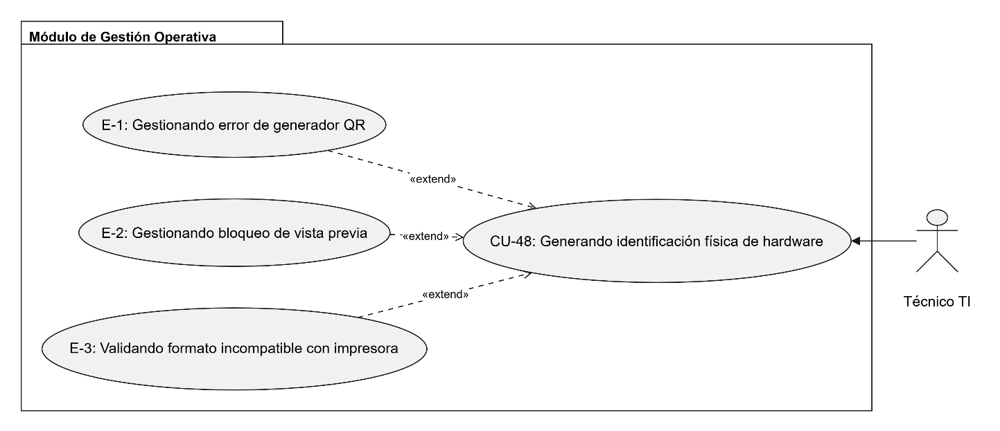 Módulo de Gestión Operativa
E-1: Gestionando error de generador QR
«extend»
E-2: Gestionando bloqueo de vista previa
«extend»
CU-48: Generando identificación física de hardware
«extend»
Técnico TI
E-3: Validando formato incompatible con impresora